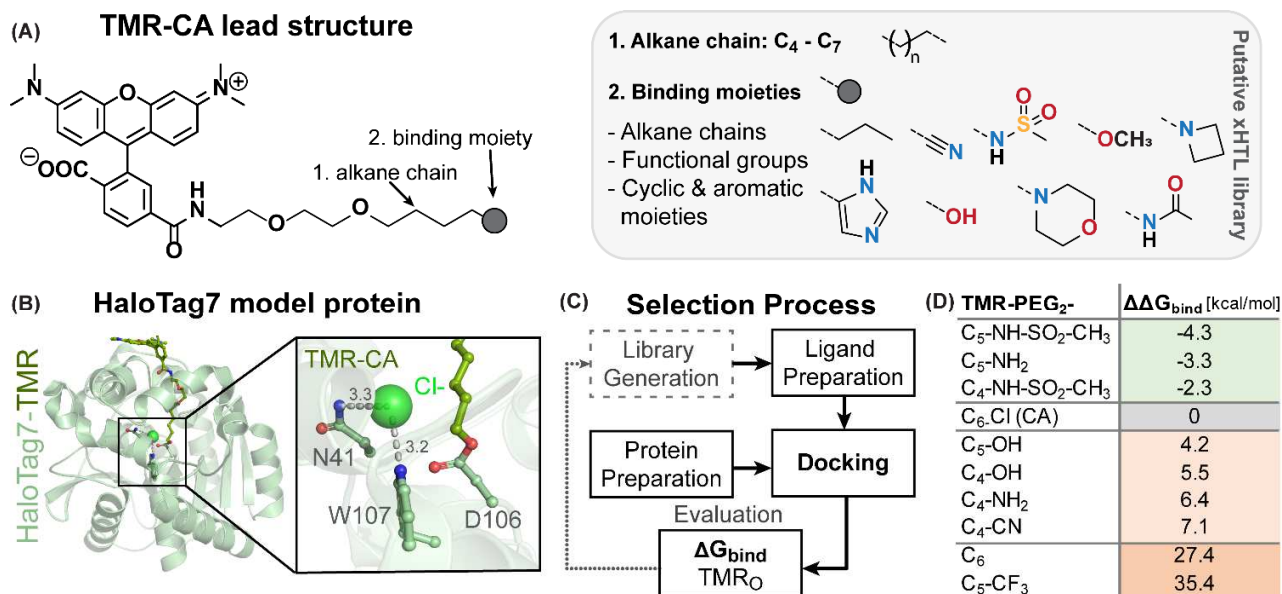 (A) TMR-CA lead structure
N
O
N⊕
⊖OOC
2. binding moiety
1. alkane chain
H
N
O
O
O
1. Alkane chain: C4 - C7
n
2. Binding moieties
- Alkane chains
- Functional groups
- Cyclic & aromatic
moieties
N
O
O
S
N
H
OCH3
N
H
N
N
OH
N
O
O
N
H
Putative xHTL library
(B) HaloTag7 model protein
HaloTag7-TMR
TMR-CA
Cl-
3.3
3.2
N41
W107
D106
(C) Selection Process
Library
Generation
Ligand
Preparation
Protein
Preparation
Docking
Evaluation
ΔGbind
TMRO
(D) TMR-PEG2- ΔΔGbind [kcal/mol]
C5-NH-SO2-CH3 -4.3
C5-NH2 -3.3
C4-NH-SO2-CH3 -2.3
C6-Cl (CA) 0
C5-OH 4.2
C4-OH 5.5
C4-NH2 6.4
C4-CN 7.1
C6 27.4
C5-CF3 35.4